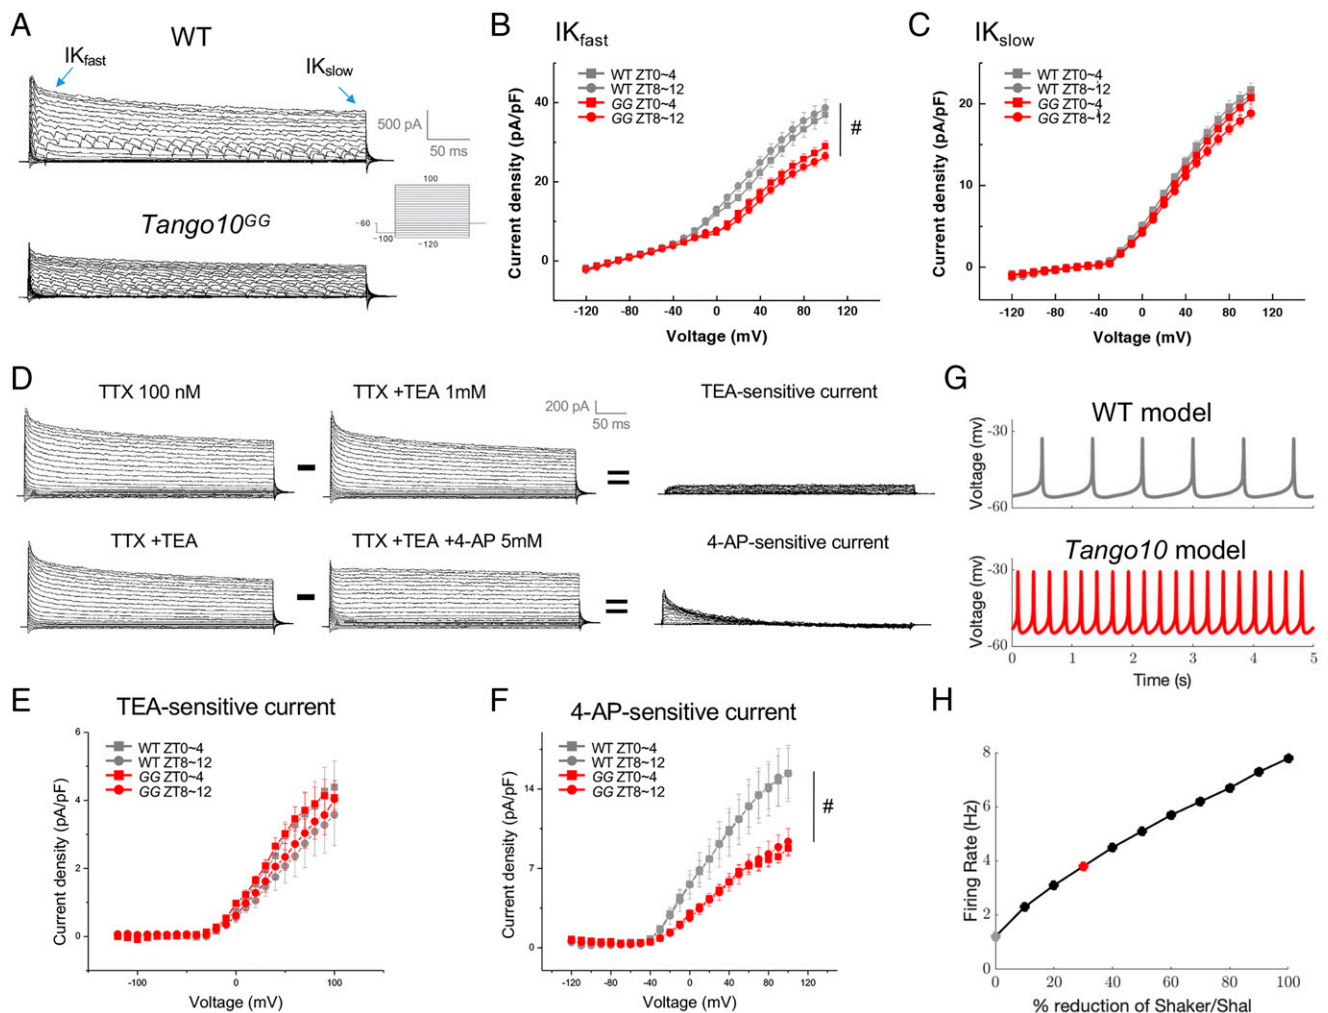 A
WT
IKfast
IKslow
500 pA
50 ms
100
-60
-100
-120
Tango10GG
B
IKfast
WT ZT0~4
WT ZT8~12
GG ZT0~4
GG ZT8~12
#
Current density (pA/pF)
40
20
0
-120 -80 -40 0 40 80 120
Voltage (mV)
C
IKslow
WT ZT0~4
WT ZT8~12
GG ZT0~4
GG ZT8~12
Current density (pA/pF)
20
10
0
-120 -80 -40 0 40 80 120
Voltage (mV)
D
TTX 100 nM
TTX +TEA 1mM
200 pA
50 ms
TEA-sensitive current
TTX +TEA
TTX +TEA +4-AP 5mM
4-AP-sensitive current
G
WT model
Voltage (mv)
-30
-60
Tango10 model
Voltage (mv)
-30
-60
0 1 2 3 4 5
Time (s)
E
TEA-sensitive current
WT ZT0~4
WT ZT8~12
GG ZT0~4
GG ZT8~12
Current density (pA/pF)
6
4
2
0
-100 0 100
Voltage (mV)
F
4-AP-sensitive current
WT ZT0~4
WT ZT8~12
GG ZT0~4
GG ZT8~12
#
Current density (pA/pF)
14
7
0
-120 -80 -40 0 40 80 120
Voltage (mV)
H
Firing Rate (Hz)
8
6
4
2
0
0 20 40 60 80 100
% reduction of Shaker/Shal